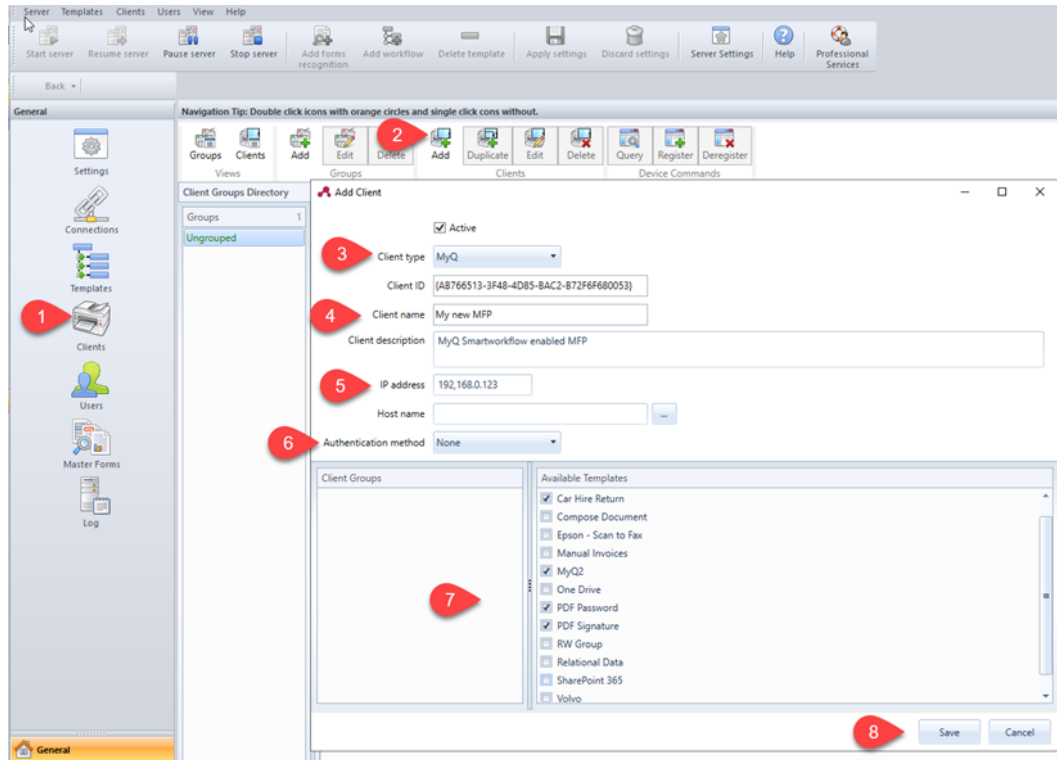 Server Templates Clients Users View Help
Start server Resume server Pause server Stop server Add forms recognition Add workflow Delete template Apply settings Discard settings Server Settings Help Professional Services
Back
General
Navigation Tip: Double click icons with orange circles and single click cons without.
Settings
Connections
Templates
1
Clients
Users
Master Forms
Log
General
2
Groups Clients Add Edit Delete Add Duplicate Edit Delete Query Register Deregister
Views Groups Clients Device Commands
Client Groups Directory
Groups 1
Ungrouped
Add Client
Active
3 Client type MyQ
Client ID {AB766513-3F48-4D85-BAC2-B72F6F680053}
4 Client name My new MFP
Client description MyQ Smartworkflow enabled MFP
5 IP address 192,168.0.123
Host name ...
6 Authentication method None
Client Groups
7
Available Templates
Car Hire Return
Compose Document
Epson - Scan to Fax
Manual Invoices
MyQ2
One Drive
PDF Password
PDF Signature
RW Group
Relational Data
SharePoint 365
Volvo
8 Save Cancel